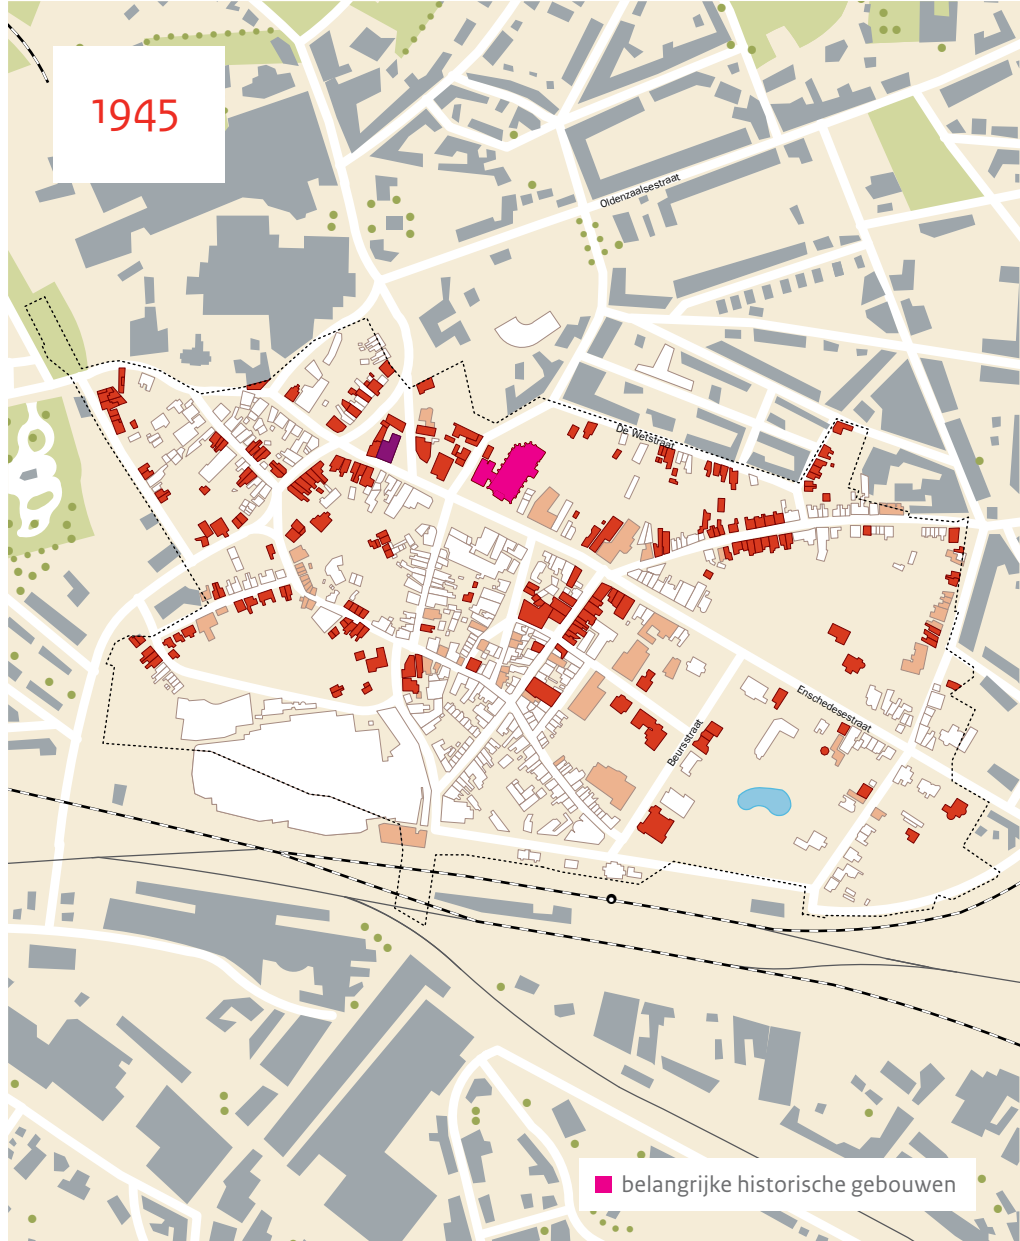 1945
Oldenzaalsestraat
De Wetstraat
Enschedesestraat
Beursstraat
belangrijke historische gebouwen